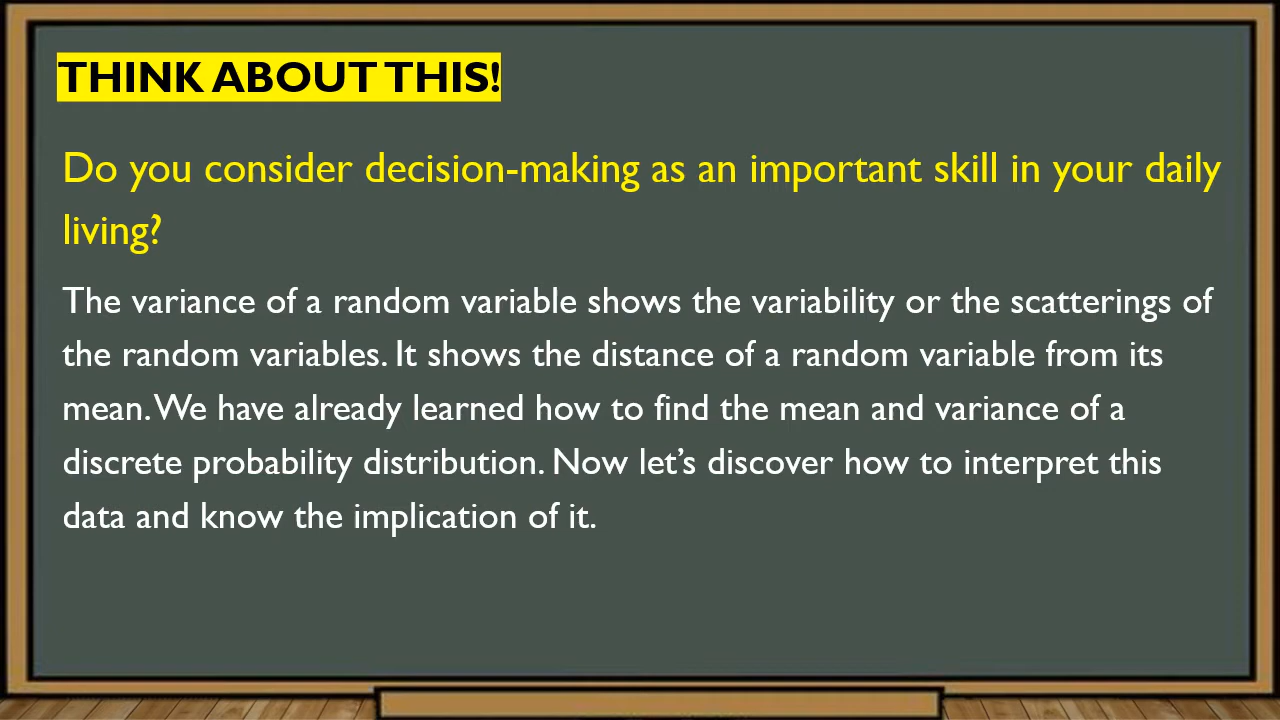 THINK ABOUT THIS!
Do you consider decision-making as an important skill in your daily
living?
The variance of a random variable shows the variability or the scatterings of
the random variables. It shows the distance of a random variable from its
mean. We have already learned how to find the mean and variance of a
discrete probability distribution. Now let’s discover how to interpret this
data and know the implication of it.